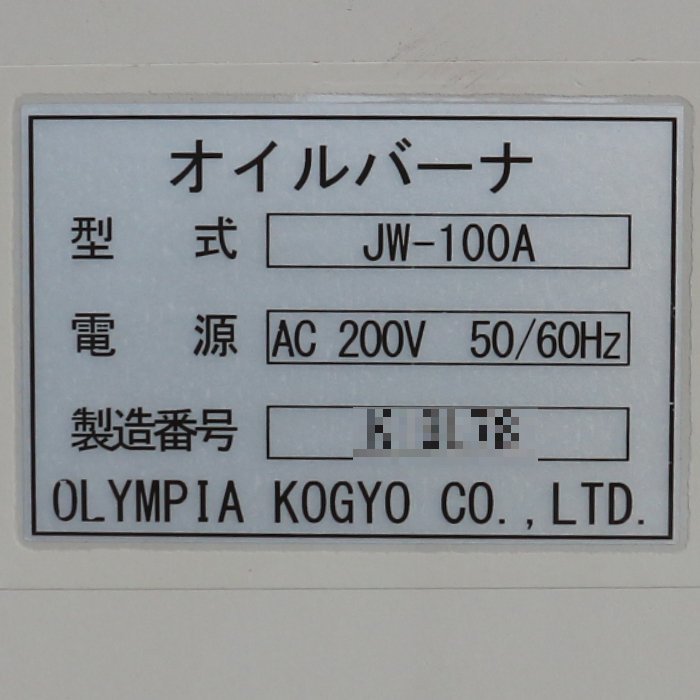 オイルバーナ
型式 JW-100A
電源 AC 200V 50/60Hz
製造番号
OLYMPIA KOGYO CO.,LTD.